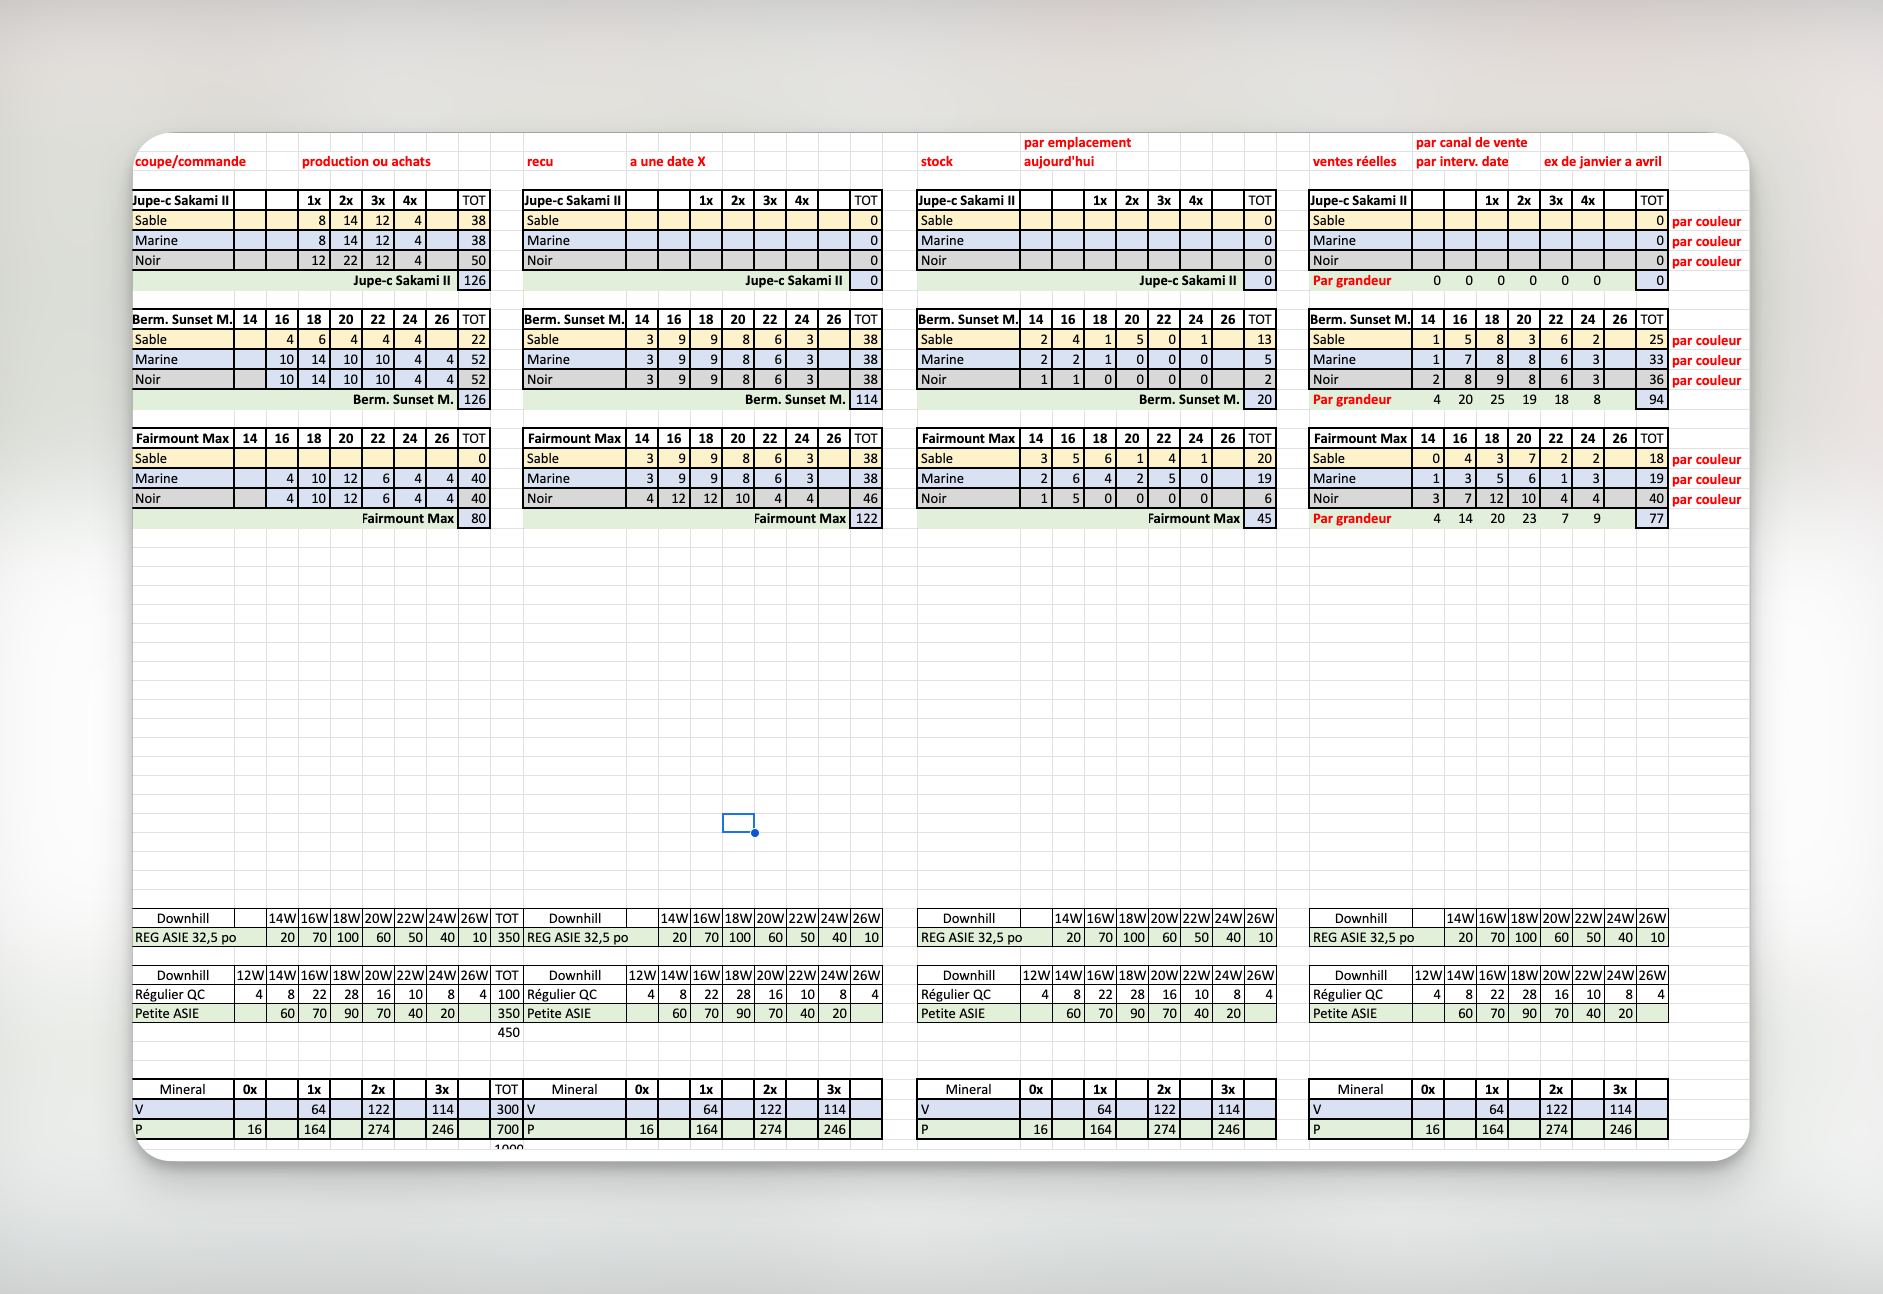 par emplacement par canal de vente
coupe/commande production ou achats recu a une date X stock aujourd'hui ventes réelles par interv. date ex de janvier a avril
Jupe-c Sakami II 1x 2x 3x 4x TOT Jupe-c Sakami II 1x 2x 3x 4x TOT Jupe-c Sakami II 1x 2x 3x 4x TOT Jupe-c Sakami II 1x 2x 3x 4x TOT
Sable 8 14 12 4 38 Sable 0 Sable 0 Sable 0 par couleur
Marine 8 14 12 4 38 Marine 0 Marine 0 Marine 0 par couleur
Noir 12 22 12 4 50 Noir 0 Noir 0 Noir 0 par couleur
Jupe-c Sakami II 126 Jupe-c Sakami II 0 Jupe-c Sakami II 0 Par grandeur 0 0 0 0 0 0 0
Berm. Sunset M. 14 16 18 20 22 24 26 TOT Berm. Sunset M. 14 16 18 20 22 24 26 TOT Berm. Sunset M. 14 16 18 20 22 24 26 TOT Berm. Sunset M. 14 16 18 20 22 24 26 TOT
Sable 4 6 4 4 4 22 Sable 3 9 9 8 6 3 38 Sable 2 4 1 5 0 1 13 Sable 1 5 8 3 6 2 25 par couleur
Marine 10 14 10 10 4 4 52 Marine 3 9 9 8 6 3 38 Marine 2 2 1 0 0 0 5 Marine 1 7 8 8 6 3 33 par couleur
Noir 10 14 10 10 4 4 52 Noir 3 9 9 8 6 3 38 Noir 1 1 0 0 0 0 2 Noir 2 8 9 8 6 3 36 par couleur
Berm. Sunset M. 126 Berm. Sunset M. 114 Berm. Sunset M. 20 Par grandeur 4 20 25 19 18 8 94
Fairmount Max 14 16 18 20 22 24 26 TOT Fairmount Max 14 16 18 20 22 24 26 TOT Fairmount Max 14 16 18 20 22 24 26 TOT Fairmount Max 14 16 18 20 22 24 26 TOT
Sable 0 Sable 3 9 9 8 6 3 38 Sable 3 5 6 1 4 1 20 Sable 0 4 3 7 2 2 18 par couleur
Marine 4 10 12 6 4 4 40 Marine 3 9 9 8 6 3 38 Marine 2 6 4 2 5 0 19 Marine 1 3 5 6 1 3 19 par couleur
Noir 4 10 12 6 4 4 40 Noir 4 12 12 10 4 4 46 Noir 1 5 0 0 0 0 6 Noir 3 7 12 10 4 4 40 par couleur
Fairmount Max 80 Fairmount Max 122 Fairmount Max 45 Par grandeur 4 14 20 23 7 9 77
Downhill 14W 16W 18W 20W 22W 24W 26W TOT Downhill 14W 16W 18W 20W 22W 24W 26W Downhill 14W 16W 18W 20W 22W 24W 26W Downhill 14W 16W 18W 20W 22W 24W 26W
REG ASIE 32,5 po 20 70 100 60 50 40 10 350 REG ASIE 32,5 po 20 70 100 60 50 40 10 REG ASIE 32,5 po 20 70 100 60 50 40 10 REG ASIE 32,5 po 20 70 100 60 50 40 10
Downhill 12W 14W 16W 18W 20W 22W 24W 26W TOT Downhill 12W 14W 16W 18W 20W 22W 24W 26W Downhill 12W 14W 16W 18W 20W 22W 24W 26W Downhill 12W 14W 16W 18W 20W 22W 24W 26W
Régulier QC 4 8 22 28 16 10 8 4 100 Régulier QC 4 8 22 28 16 10 8 4 Régulier QC 4 8 22 28 16 10 8 4 Régulier QC 4 8 22 28 16 10 8 4
Petite ASIE 60 70 90 70 40 20 350 Petite ASIE 60 70 90 70 40 20 Petite ASIE 60 70 90 70 40 20 Petite ASIE 60 70 90 70 40 20
450
Mineral 0x 1x 2x 3x TOT Mineral 0x 1x 2x 3x Mineral 0x 1x 2x 3x Mineral 0x 1x 2x 3x
V 64 122 114 300 V 64 122 114 V 64 122 114 V 64 122 114
P 16 164 274 246 700 P 16 164 274 246 P 16 164 274 246 P 16 164 274 246